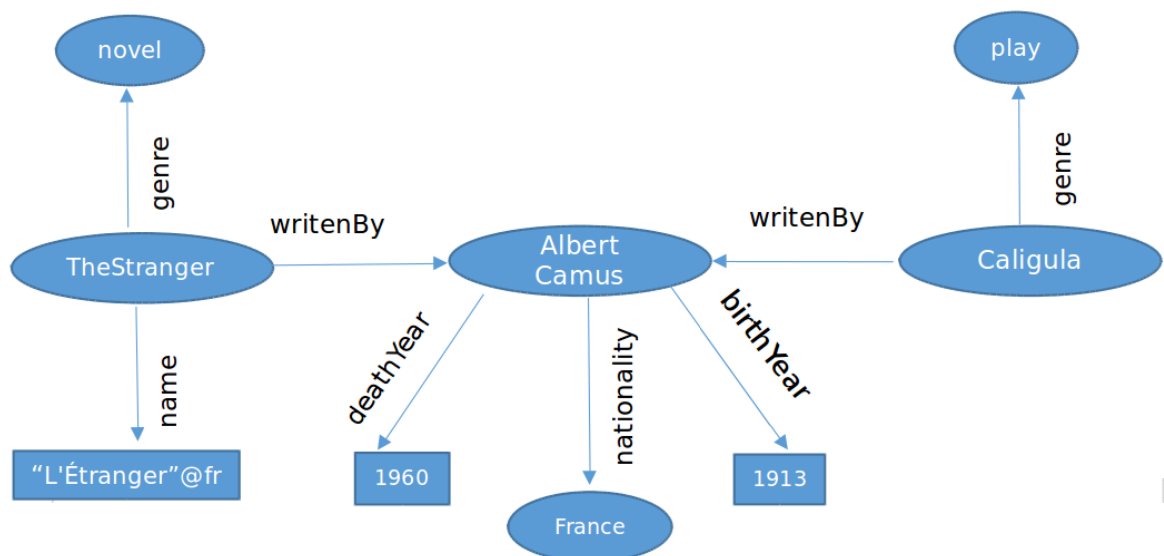 novel
play
genre
genre
writenBy
writenBy
TheStranger
Albert
Camus
Caligula
name
deathYear
nationality
birthYear
“L'Étranger”@fr
1960
1913
France